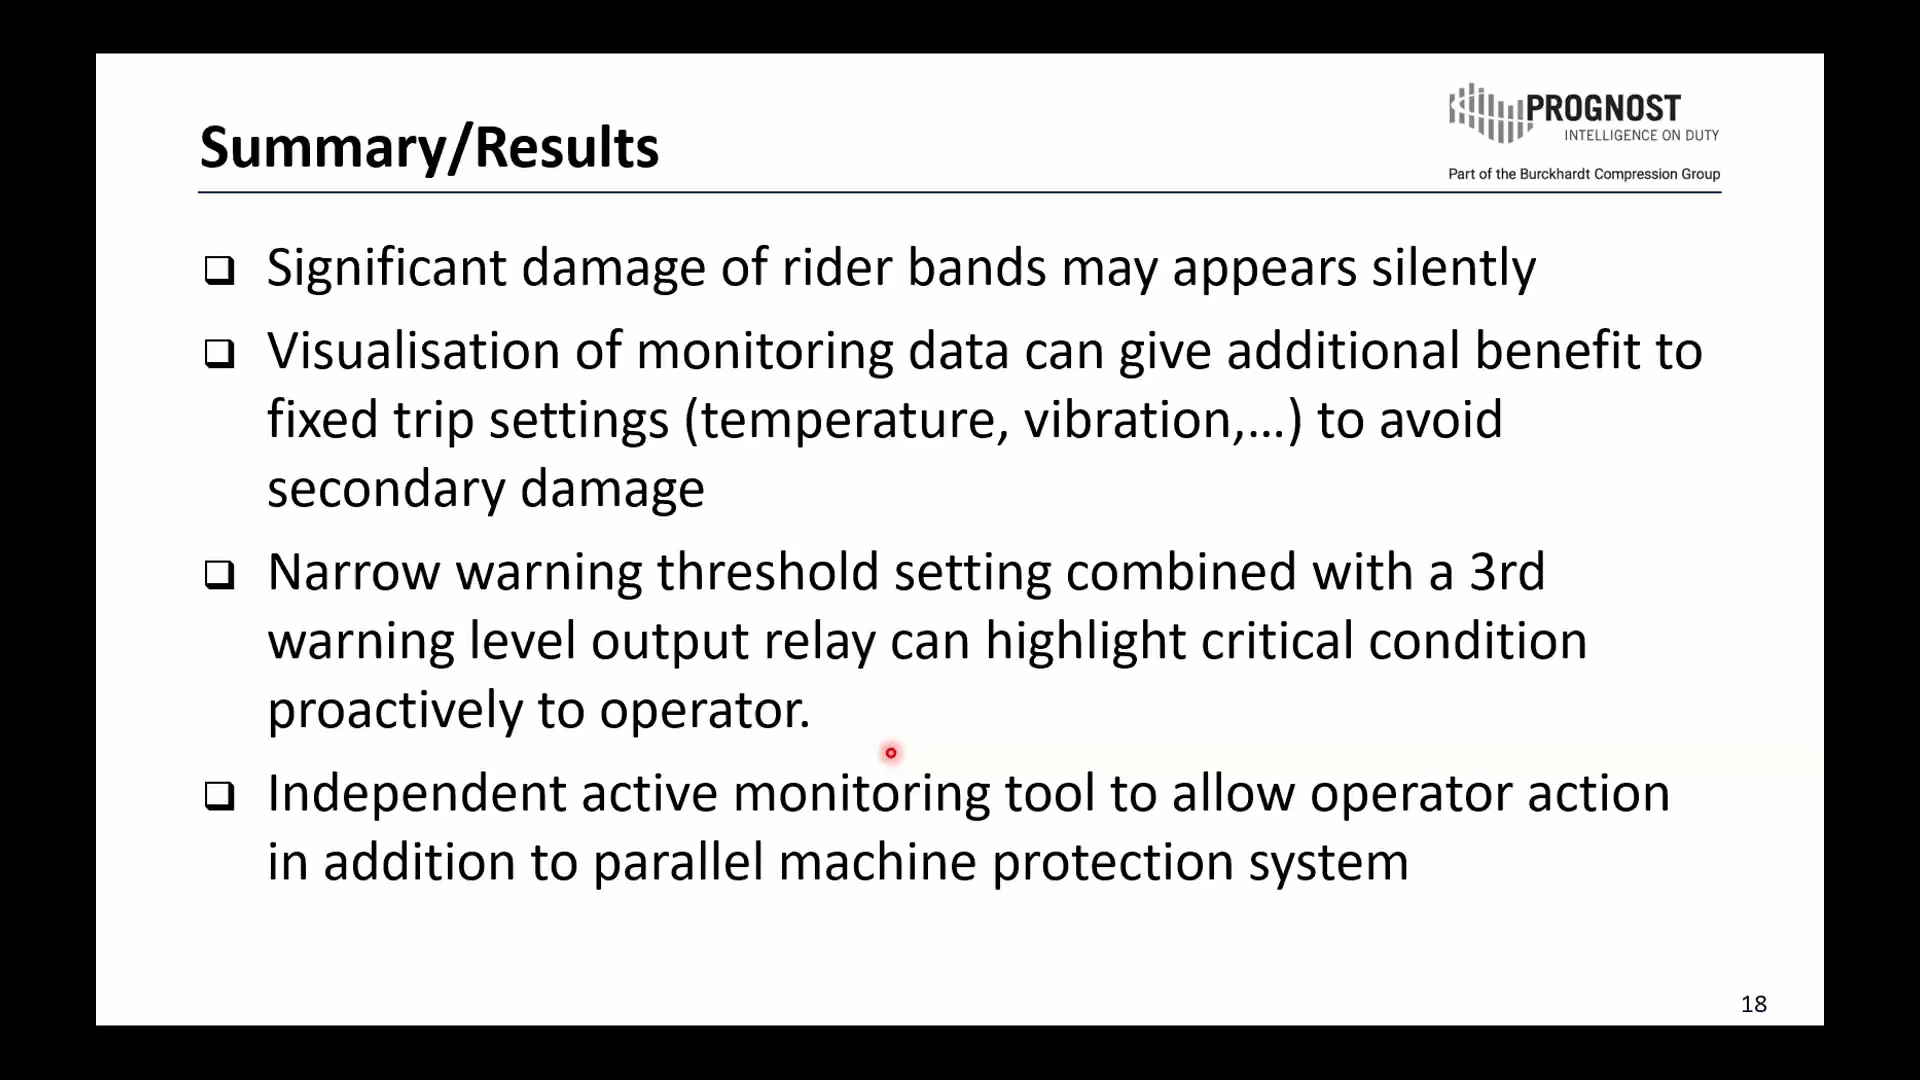 PROGNOST
INTELLIGENCE ON DUTY
Part of the Burckhardt Compression Group
Summary/Results
Significant damage of rider bands may appears silently
Visualisation of monitoring data can give additional benefit to
fixed trip settings (temperature, vibration,...) to avoid
secondary damage
Narrow warning threshold setting combined with a 3rd
warning level output relay can highlight critical condition
proactively to operator.
Independent active monitoring tool to allow operator action
in addition to parallel machine protection system
18